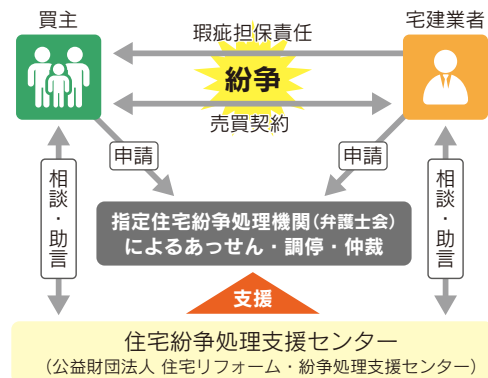 買主
宅建業者
瑕疵担保責任
紛争
売買契約
申請
申請
相談・助言
相談・助言
指定住宅紛争処理機関(弁護士会)
によるあっせん・調停・仲裁
支援
住宅紛争処理支援センター
(公益財団法人 住宅リフォーム・紛争処理支援センター)